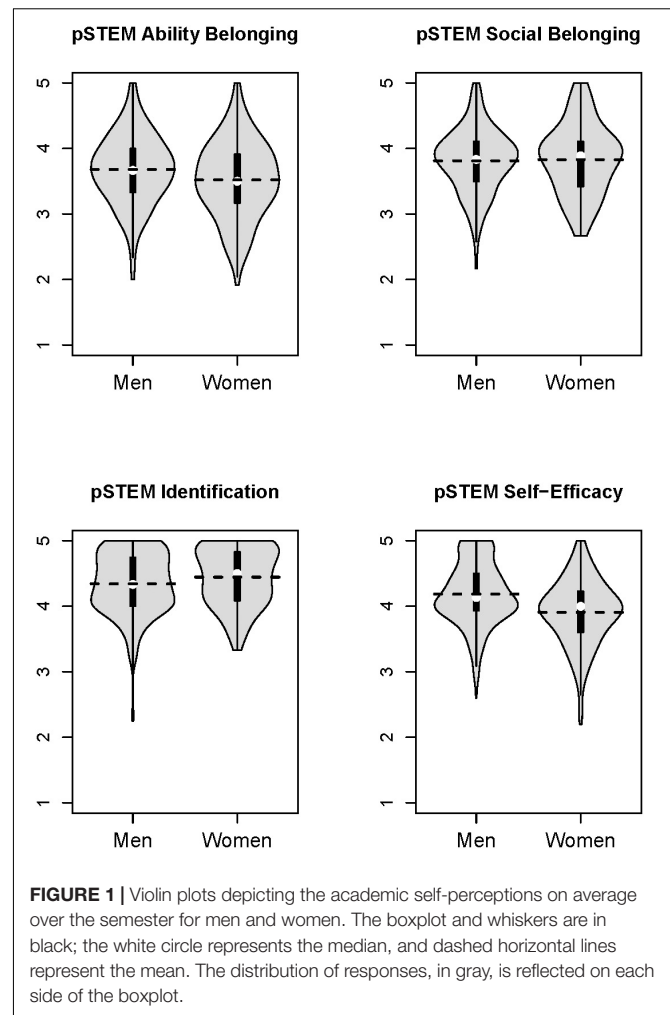 pSTEM Ability Belonging
5
4
3
2
1
Men Women
pSTEM Social Belonging
5
4
3
2
1
Men Women
pSTEM Identification
5
4
3
2
1
Men Women
pSTEM Self−Efficacy
5
4
3
2
1
Men Women
FIGURE 1 | Violin plots depicting the academic self-perceptions on average
over the semester for men and women. The boxplot and whiskers are in
black; the white circle represents the median, and dashed horizontal lines
represent the mean. The distribution of responses, in gray, is reflected on each
side of the boxplot.